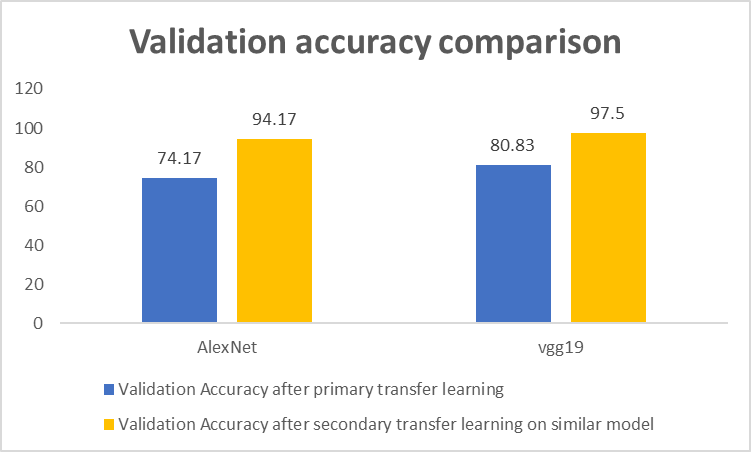 Validation accuracy comparison
120
100
80
60
40
20
0
74.17
94.17
80.83
97.5
AlexNet
vgg19
Validation Accuracy after primary transfer learning
Validation Accuracy after secondary transfer learning on similar model